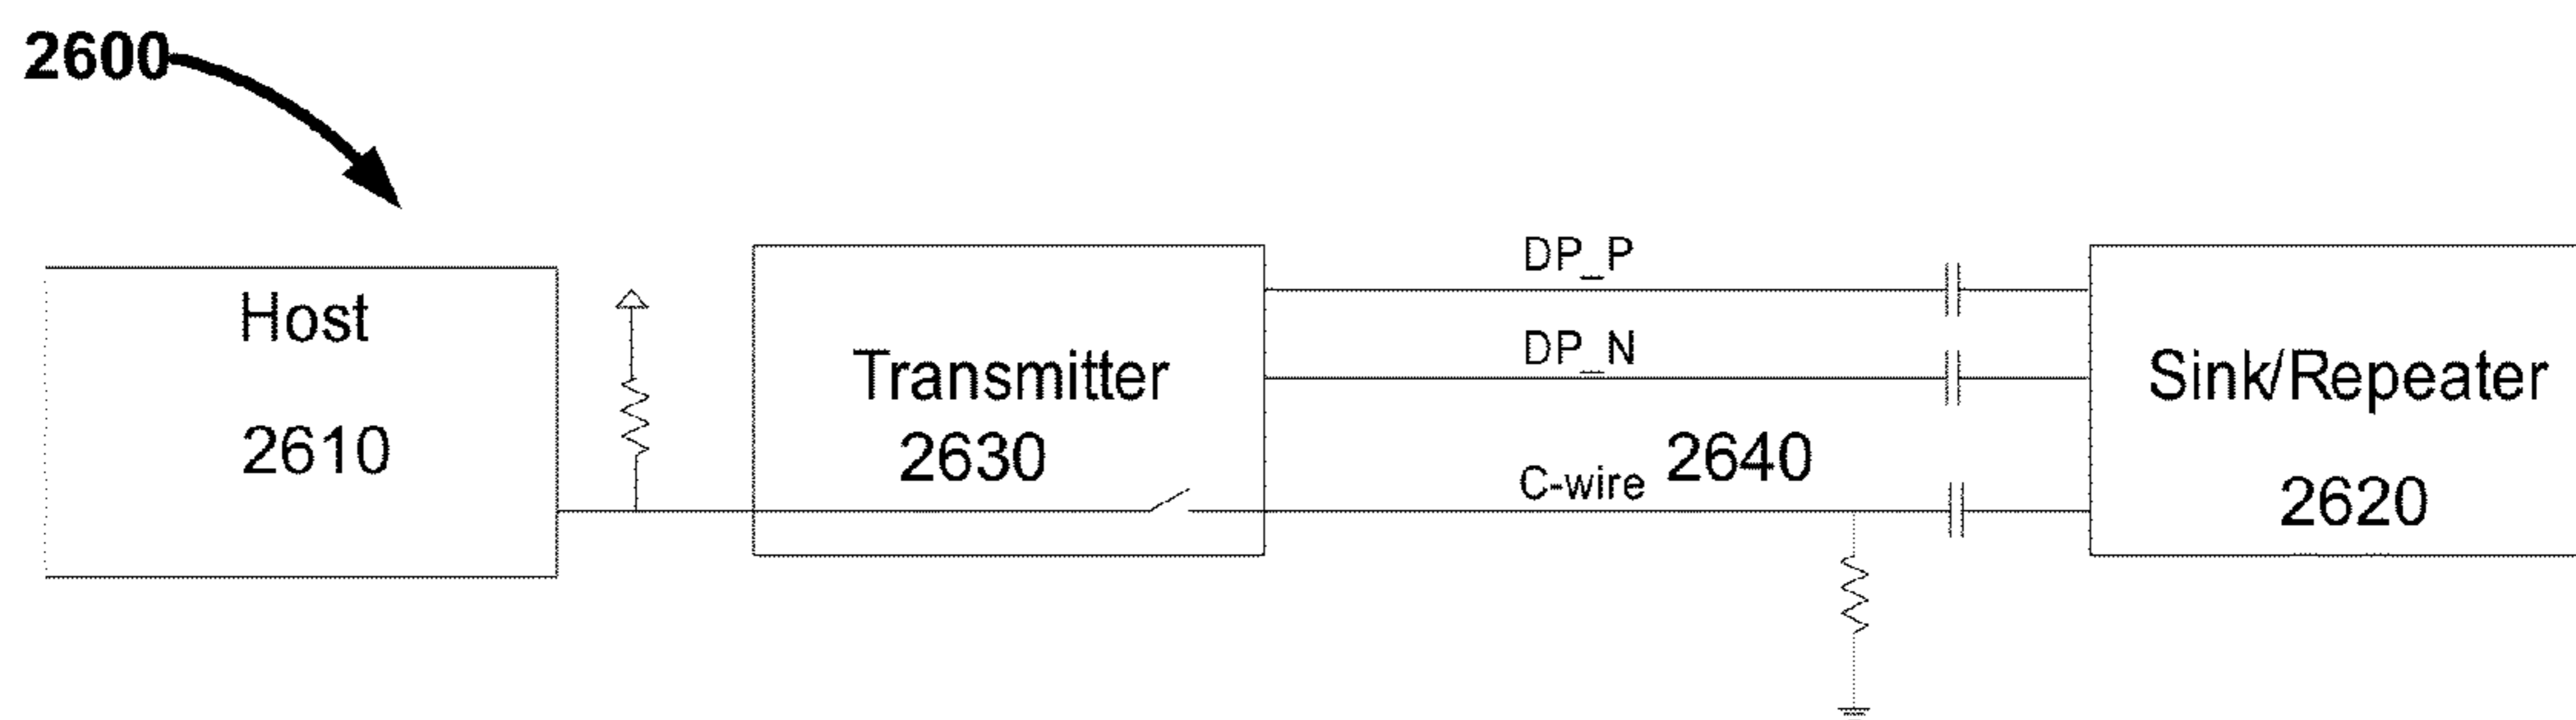 2600
Host
2610
Transmitter
2630
DP_P
DP_N
C-wire 2640
Sink/Repeater
2620